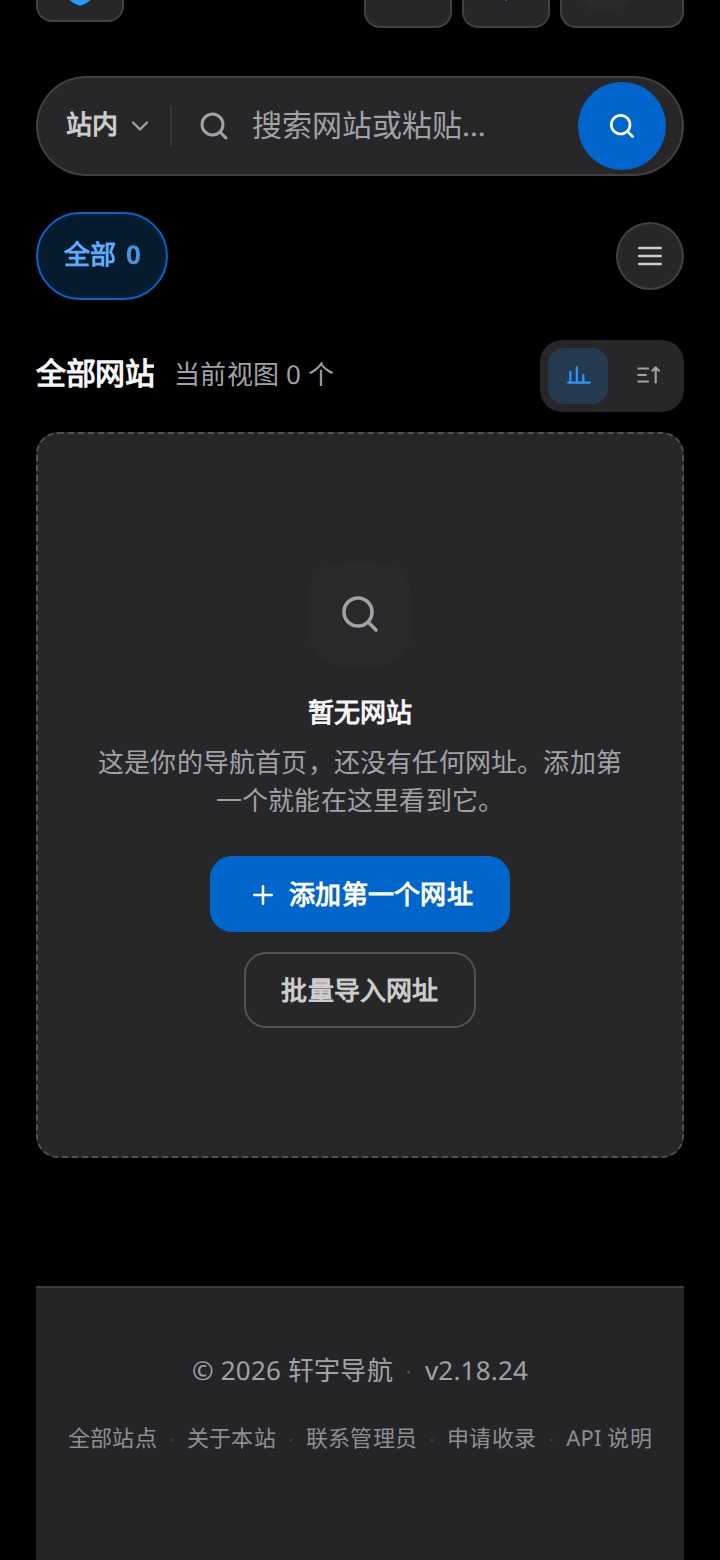 站内
搜索网站或粘贴...
全部 0
全部网站 当前视图 0 个
暂无网站
这是你的导航首页，还没有任何网址。添加第
一个就能在这里看到它。
添加第一个网址
批量导入网址
© 2026 轩宇导航 · v2.18.24
全部站点 · 关于本站 · 联系管理员 · 申请收录 · API 说明